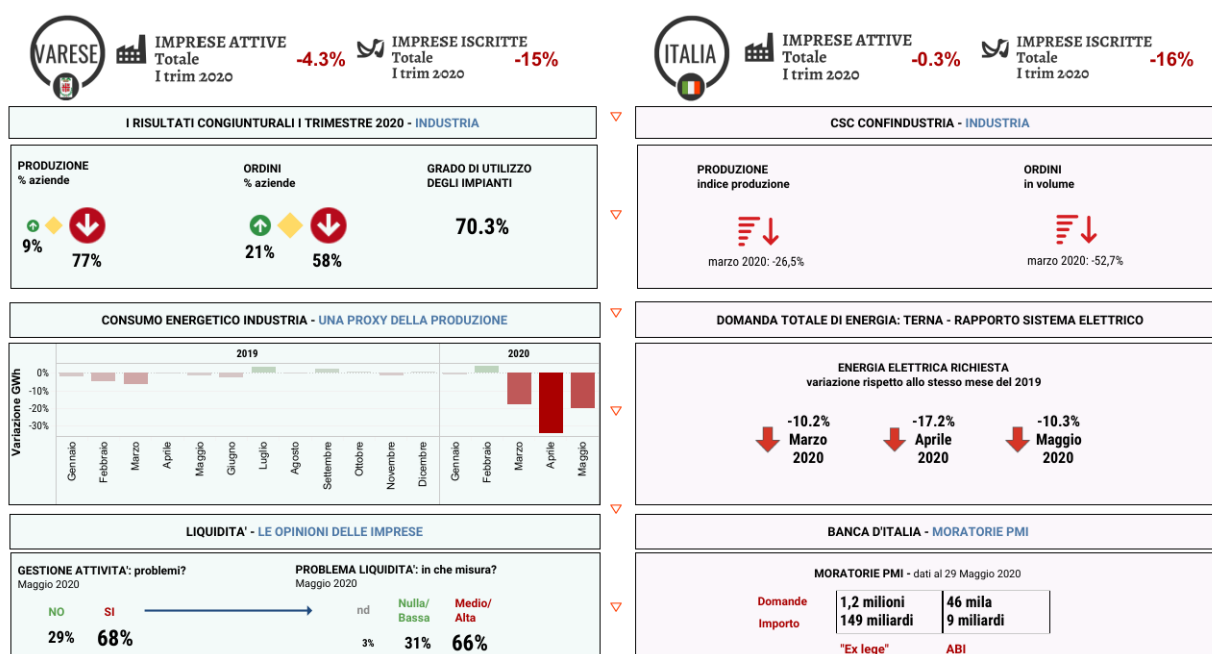 VARESE
IMPRESE ATTIVE
Totale
I trim 2020
-4.3%
IMPRESE ISCRITTE
Totale
I trim 2020
-15%
I RISULTATI CONGIUNTURALI I TRIMESTRE 2020 - INDUSTRIA
PRODUZIONE
% aziende
9%
77%
ORDINI
% aziende
21%
58%
GRADO DI UTILIZZO
DEGLI IMPIANTI
70.3%
CONSUMO ENERGETICO INDUSTRIA - UNA PROXY DELLA PRODUZIONE
2019
2020
Variazione GWh
0%
-10%
-20%
-30%
Gennaio
Febbraio
Marzo
Aprile
Maggio
Giugno
Luglio
Agosto
Settembre
Ottobre
Novembre
Dicembre
Gennaio
Febbraio
Marzo
Aprile
Maggio
LIQUIDITA' - LE OPINIONI DELLE IMPRESE
GESTIONE ATTIVITA': problemi?
Maggio 2020
NO
SI
29%
68%
PROBLEMA LIQUIDITA': in che misura?
Maggio 2020
nd
Nulla/
Bassa
Medio/
Alta
3%
31%
66%
ITALIA
IMPRESE ATTIVE
Totale
I trim 2020
-0.3%
IMPRESE ISCRITTE
Totale
I trim 2020
-16%
CSC CONFINDUSTRIA - INDUSTRIA
PRODUZIONE
indice produzione
marzo 2020: -26,5%
ORDINI
in volume
marzo 2020: -52,7%
DOMANDA TOTALE DI ENERGIA: TERNA - RAPPORTO SISTEMA ELETTRICO
ENERGIA ELETTRICA RICHIESTA
variazione rispetto allo stesso mese del 2019
-10.2%
Marzo
2020
-17.2%
Aprile
2020
-10.3%
Maggio
2020
BANCA D'ITALIA - MORATORIE PMI
MORATORIE PMI - dati al 29 Maggio 2020
Domande
1,2 milioni
46 mila
Importo
149 miliardi
9 miliardi
"Ex lege"
ABI